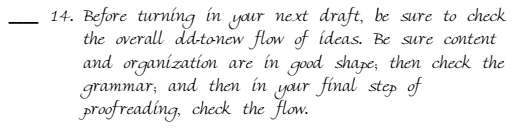 ___ 14. Before turning in your next draft, be sure to check
the overall dd-to-new flow of ideas. Be sure content
and organization are in good shape; then check the
grammar; and then in your final step of
proofreading, check the flow.